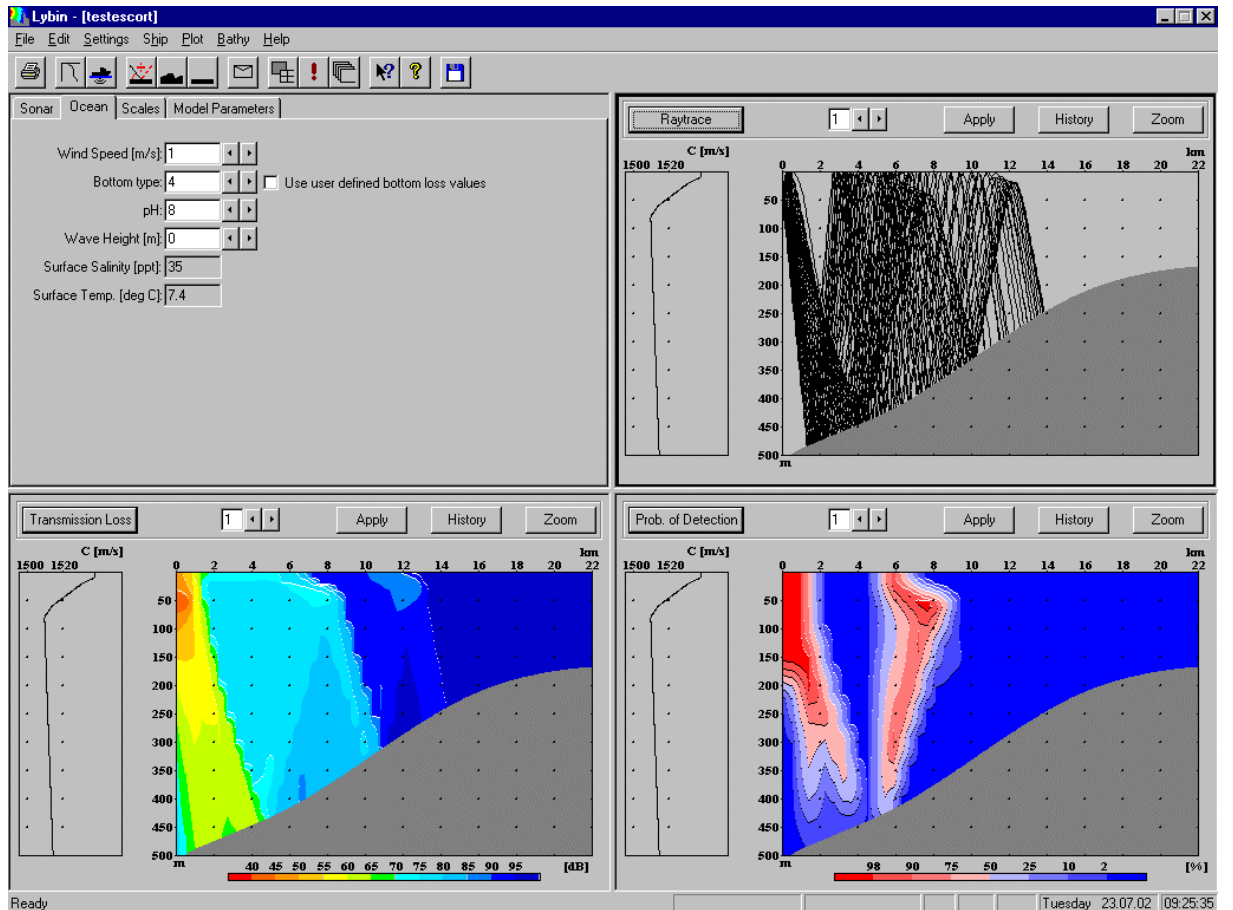 Lybin - [testescort]
File Edit Settings Ship Plot Bathy Help
Sonar Ocean Scales Model Parameters
Wind Speed [m/s]: 1
Bottom type: 4 Use user defined bottom loss values
pH: 8
Wave Height [m]: 0
Surface Salinity [ppt]: 35
Surface Temp. [deg C]: 7.4
Raytrace 1 Apply History Zoom
C [m/s] km
1500 1520 0 2 4 6 8 10 12 14 16 18 20 22
50
100
150
200
250
300
350
400
450
500
m
Transmission Loss 1 Apply History Zoom
C [m/s] km
1500 1520 0 2 4 6 8 10 12 14 16 18 20 22
50
100
150
200
250
300
350
400
450
500
m 40 45 50 55 60 65 70 75 80 85 90 95 [dB]
Prob. of Detection 1 Apply History Zoom
C [m/s] km
1500 1520 0 2 4 6 8 10 12 14 16 18 20 22
50
100
150
200
250
300
350
400
450
500
m 98 90 75 50 25 10 2 [%]
Ready Tuesday 23.07.02 09:25:35